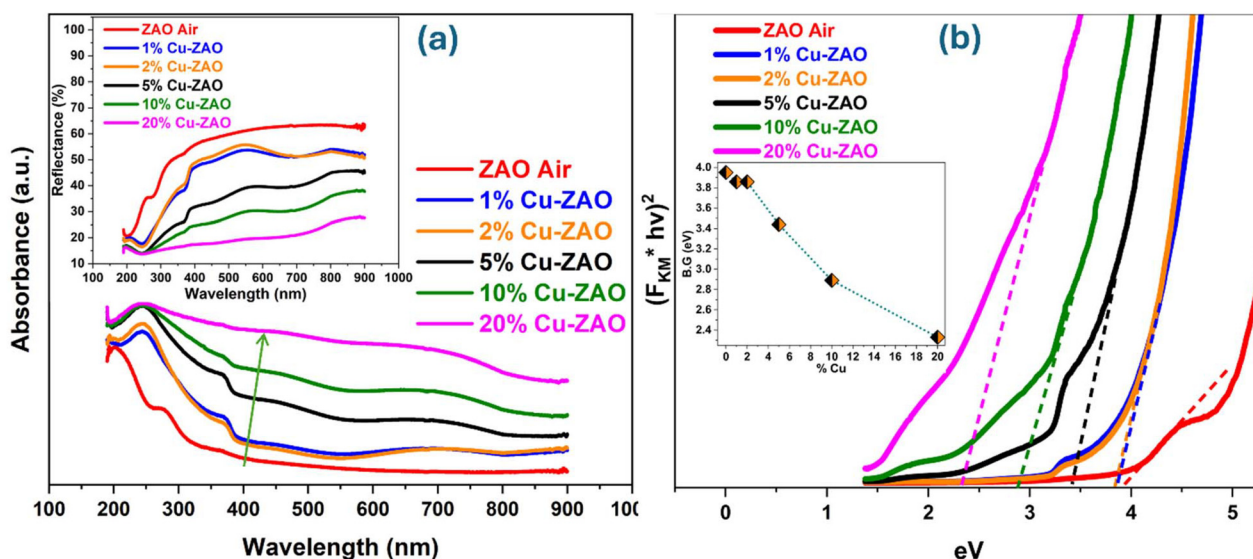 (a)
100
90
80
70
60
50
40
30
20
10
Reflectance (%)
ZAO Air
1% Cu-ZAO
2% Cu-ZAO
5% Cu-ZAO
10% Cu-ZAO
20% Cu-ZAO
100 200 300 400 500 600 700 800 900 1000
Wavelength (nm)
ZAO Air
1% Cu-ZAO
2% Cu-ZAO
5% Cu-ZAO
10% Cu-ZAO
20% Cu-ZAO
Absorbance (a.u.)
100 200 300 400 500 600 700 800 900 1000
Wavelength (nm)
(b)
ZAO Air
1% Cu-ZAO
2% Cu-ZAO
5% Cu-ZAO
10% Cu-ZAO
20% Cu-ZAO
(F_KM* hv)²
4.0
3.8
3.6
3.4
3.2
3.0
2.8
2.6
2.4
B.G (eV)
0 2 4 6 8 10 12 14 16 18 20
% Cu
0 1 2 3 4 5
eV